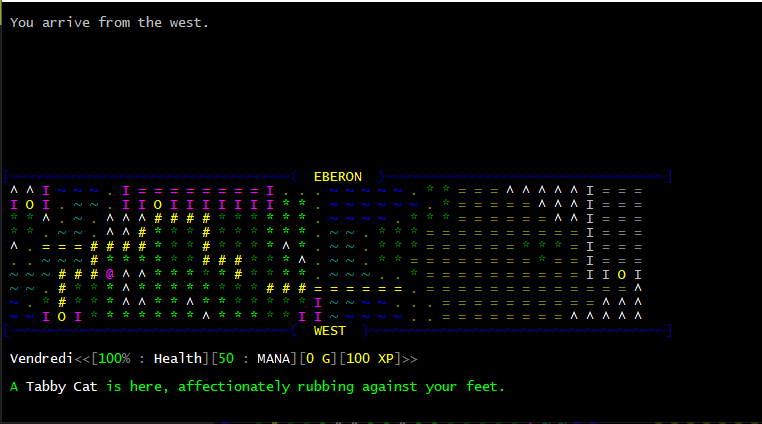 You arrive from the west.
EBERON
WEST
Vendredi<<[100% : Health][50 : MANA][0 G][100 XP]>>
A Tabby Cat is here, affectionately rubbing against your feet.